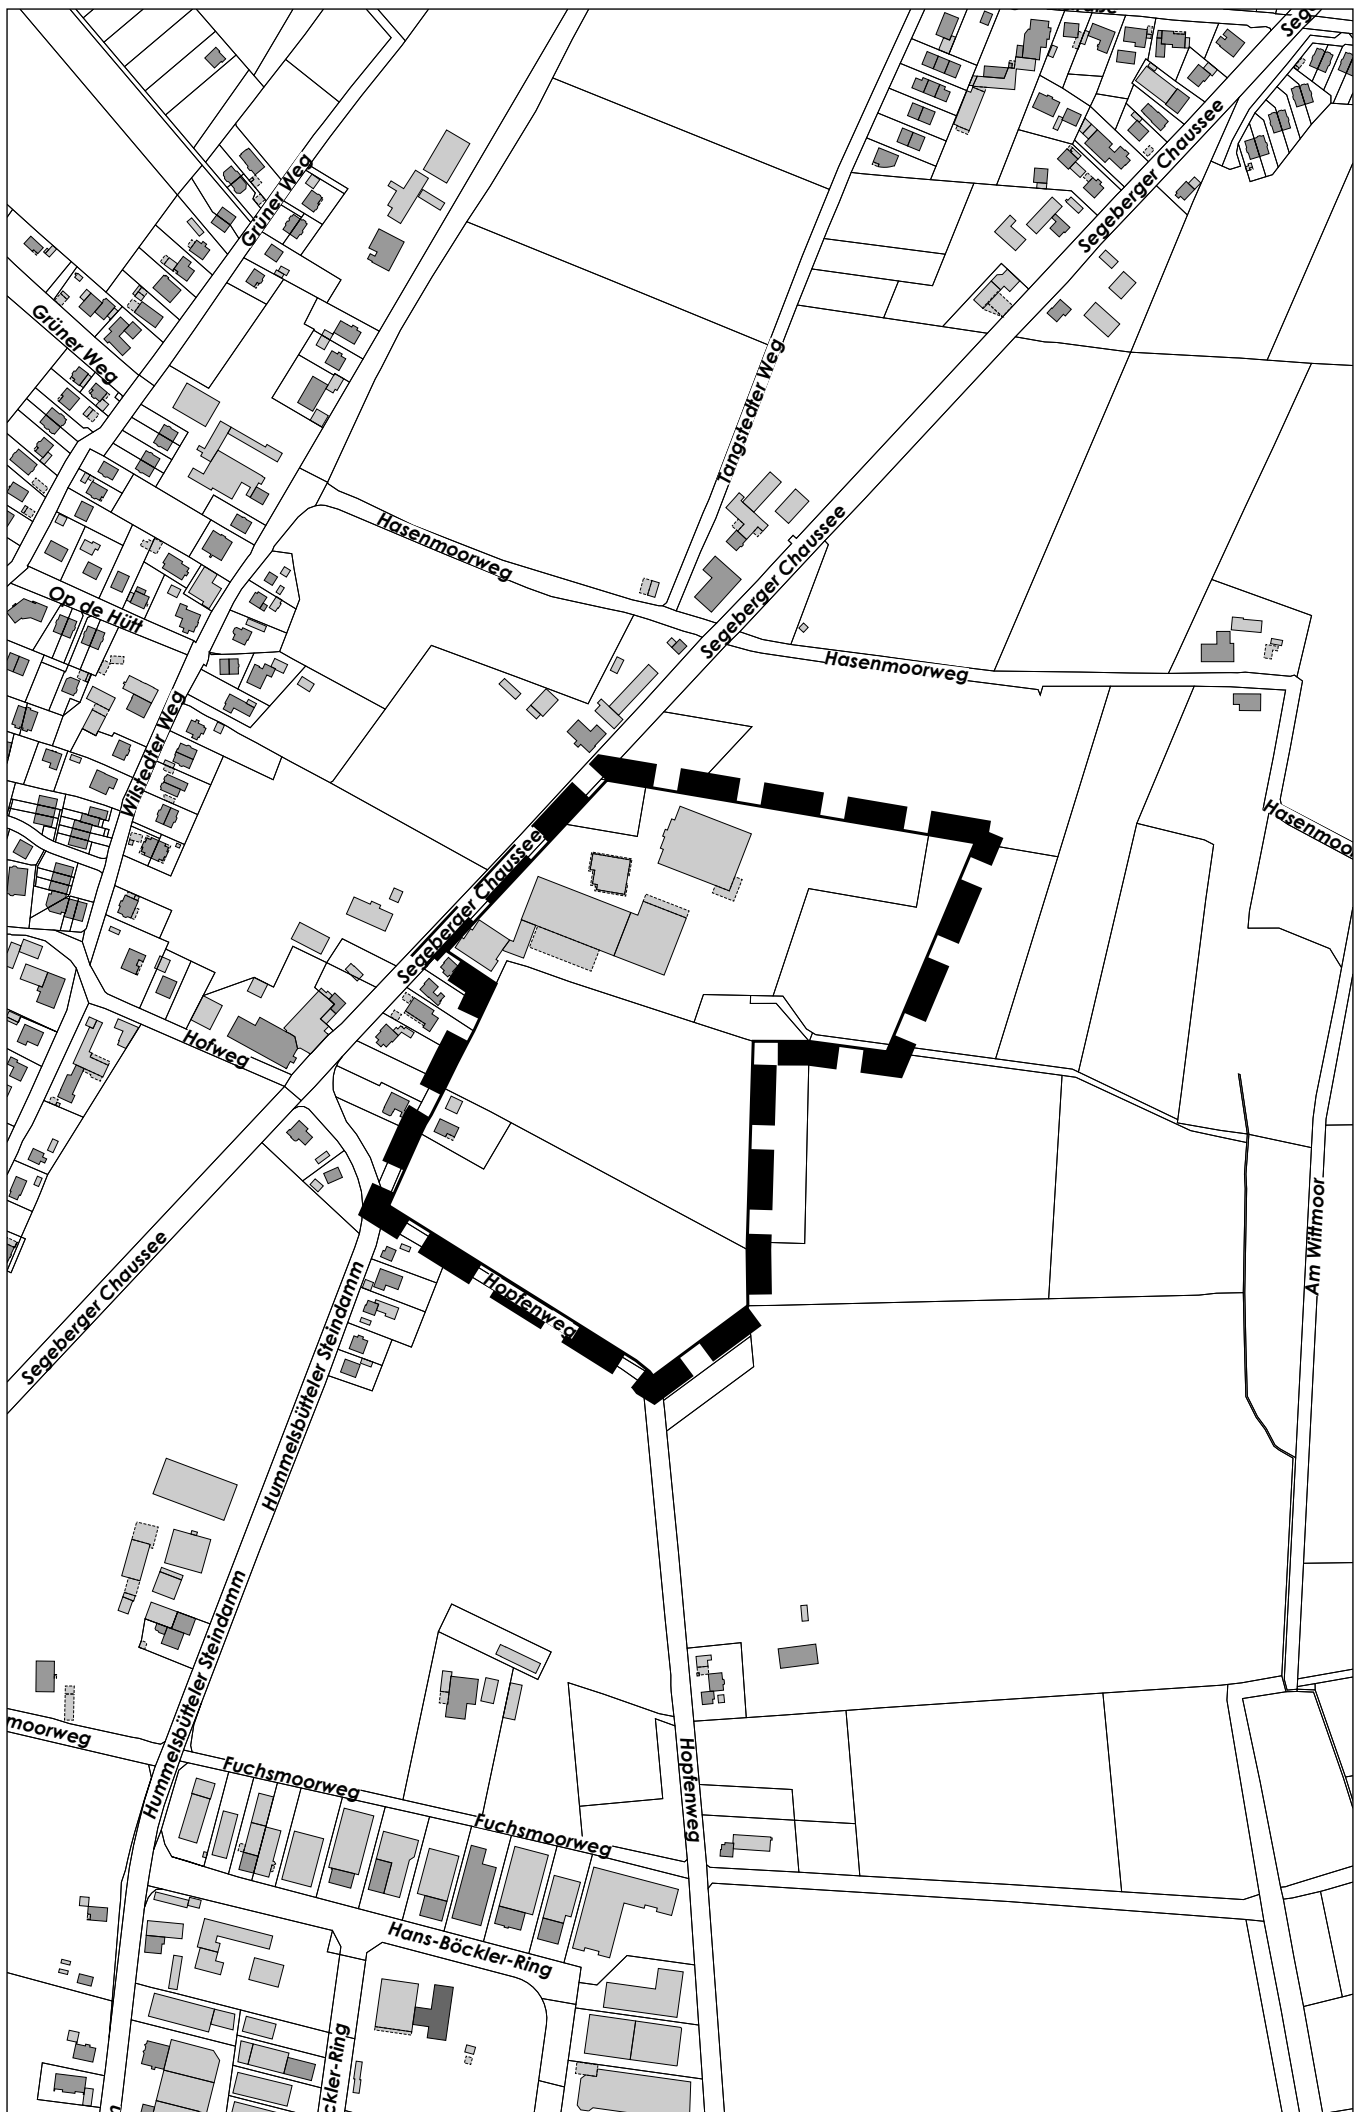 Sege
Grüner Weg
Segeberger Chaussee
Grüner Weg
Tangstedter Weg
Hasenmoorweg
Segeberger Chaussee
Op de Hütt
Hasenmoorweg
Wilstedter Weg
Hasenmoor
Segeberger Chaussee
Hofweg
Am Wittmoor
Segeberger Chaussee
Hopfenweg
Hummelsbütteler Steindamm
Hummelsbütteler Steindamm
moorweg
Fuchsmoorweg
Hopfenweg
Fuchsmoorweg
Hans-Böckler-Ring
ckler-Ring